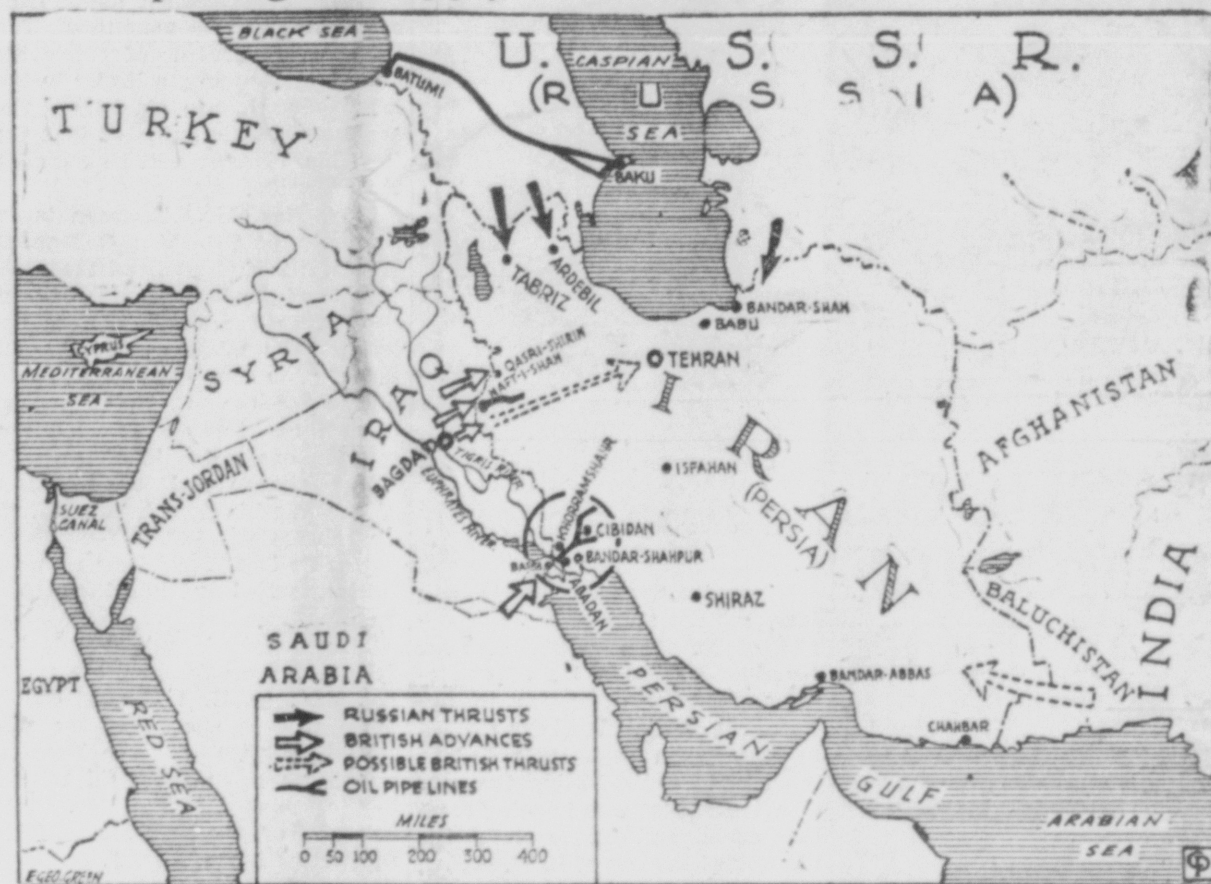 BLACK SEA
U. S. S. R.
(RUSSIA)
CASPIAN
SEA
BATUMI
TURKEY
BAKU
TABRIZ
ARDEBIL
BANDAR-SHAH
BABU
CYPRUS
MEDITERRANEAN
SEA
SYRIA
IRAQ
QASRI-SHIRIN
NAFT-I-SHAH
TEHRAN
IRAN
(PERSIA)
AFGHANISTAN
BAGDAD
TIGRIS RIVER
EUPHRATES RIVER
ISFAHAN
SUEZ
CANAL
TRANS-JORDAN
KHORRAMSHAIR
CIBIDAN
BANDAR-SHAHPUR
ABADAN
SHIRAZ
BALUCHISTAN
INDIA
SAUDI
ARABIA
EGYPT
RED SEA
PERSIAN
GULF
BANDAR-ABBAS
CHAHBAR
ARABIAN
SEA
RUSSIAN THRUSTS
BRITISH ADVANCES
POSSIBLE BRITISH THRUSTS
OIL PIPE LINES
MILES
0 50 100 200 300 400
CP